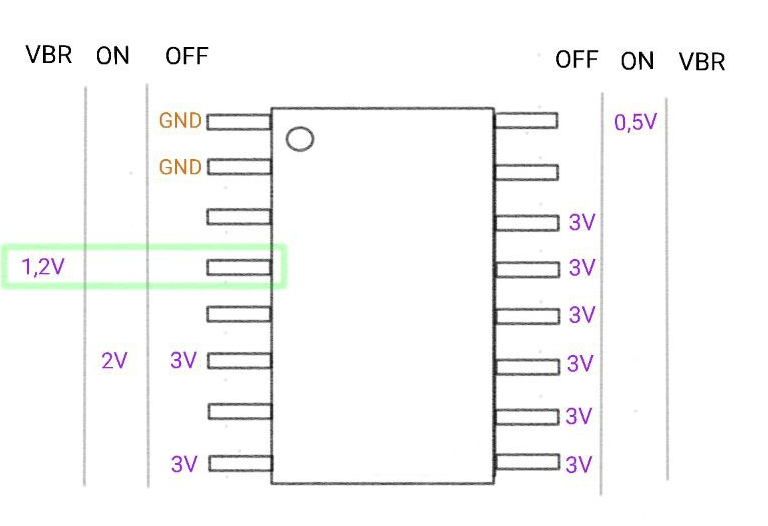 VBR ON OFF OFF ON VBR
GND 0,5V
GND
3V
1,2V 3V
3V
2V 3V 3V
3V
3V 3V